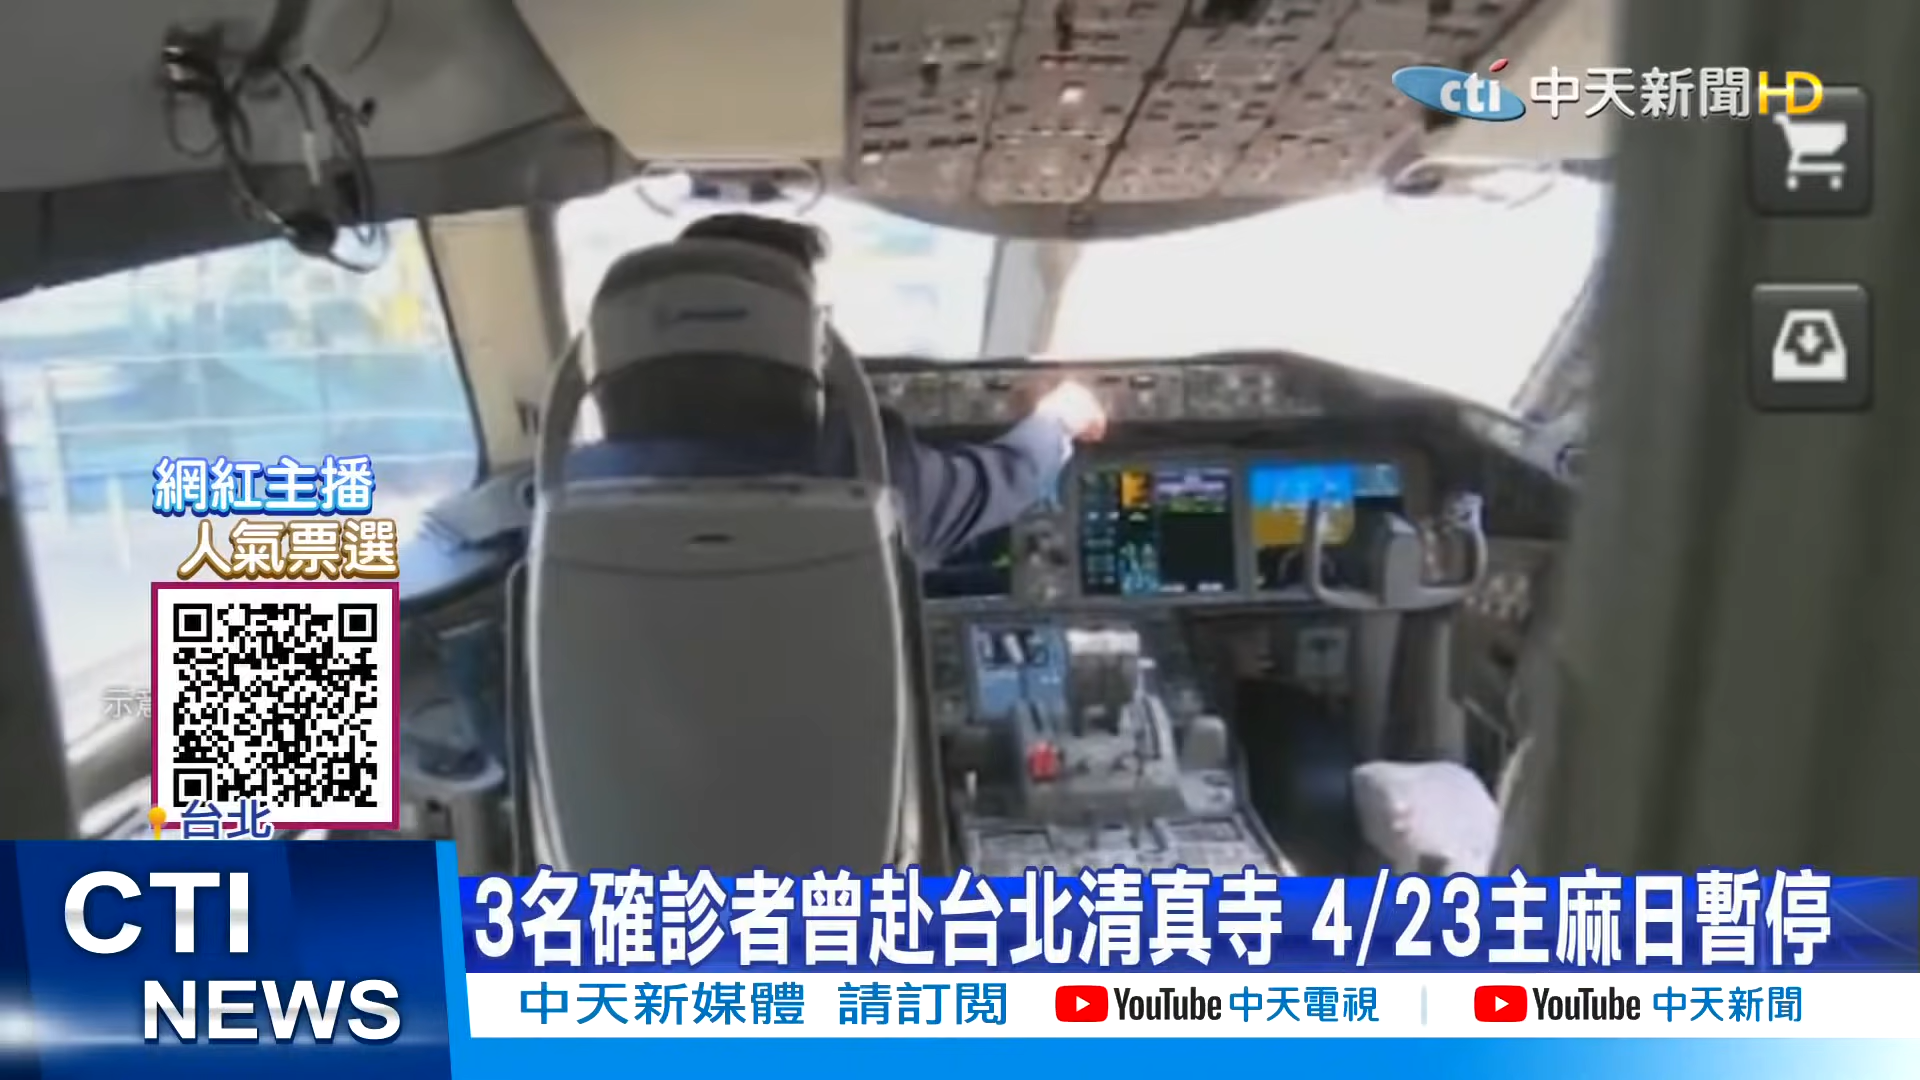 cti 中天新聞HD
網紅主播
人氣票選
示意
台北
CTI
NEWS
3名確診者曾赴台北清真寺 4/23主麻日暫停
中天新媒體 請訂閱 YouTube 中天電視 | YouTube 中天新聞